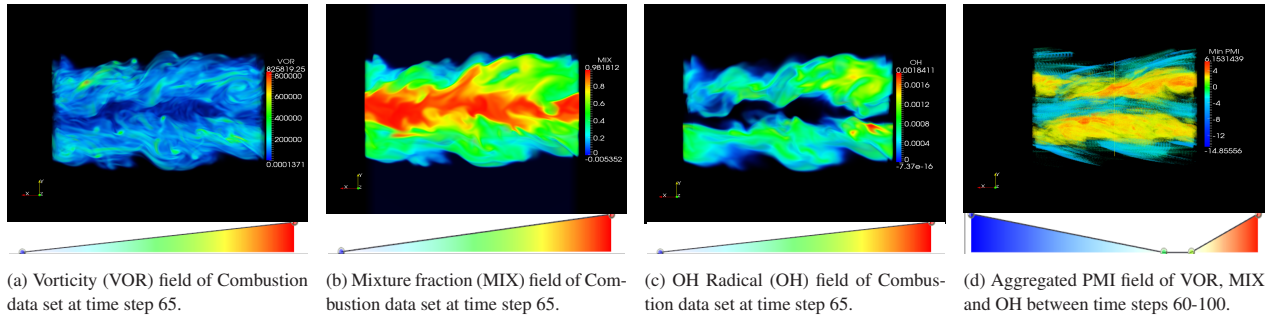 VOR
825819.25
800000
600000
400000
200000
0.0001371
Y
X
Z
(a) Vorticity (VOR) field of Combustion
data set at time step 65.
MIX
0.981812
0.8
0.6
0.4
0.2
0
-0.005352
Y
X
Z
(b) Mixture fraction (MIX) field of Com-
bustion data set at time step 65.
OH
0.0018411
0.0016
0.0012
0.0008
0.0004
0
-7.37e-16
Y
X
Z
(c) OH Radical (OH) field of Combus-
tion data set at time step 65.
Min PMI
6.1531439
4
0
-4
-8
-12
-14.85556
Y
X
Z
(d) Aggregated PMI field of VOR, MIX
and OH between time steps 60-100.